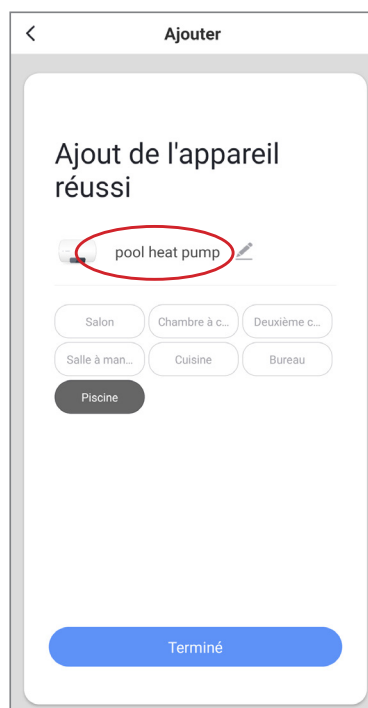 Ajouter
Ajout de l'appareil
réussi
pool heat pump
Salon Chambre à c... Deuxième c...
Salle à man... Cuisine Bureau
Piscine
Terminé